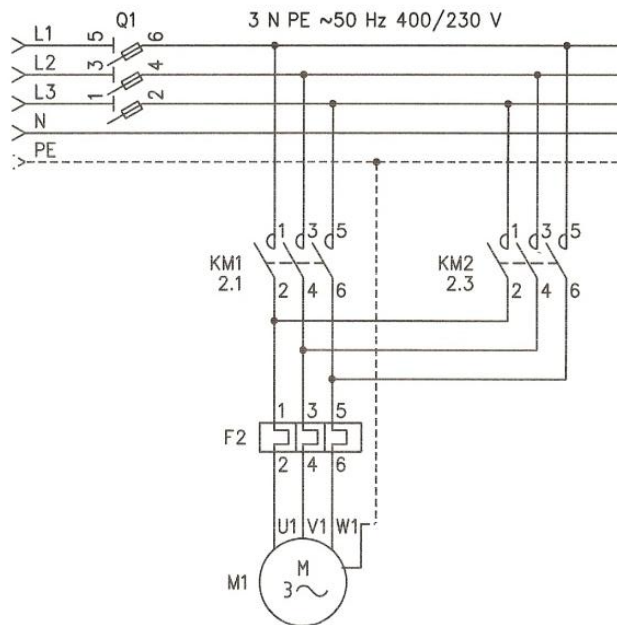 Q1 3 N PE ~50 Hz 400/230 V
L1 5 6
L2 3 4
L3 1 2
N
PE
1 3 5 1 3 5
KM1 KM2
2.1 2.3
2 4 6 2 4 6
1 3 5
F2
2 4 6
U1 V1 W1
M1 M
3 ~